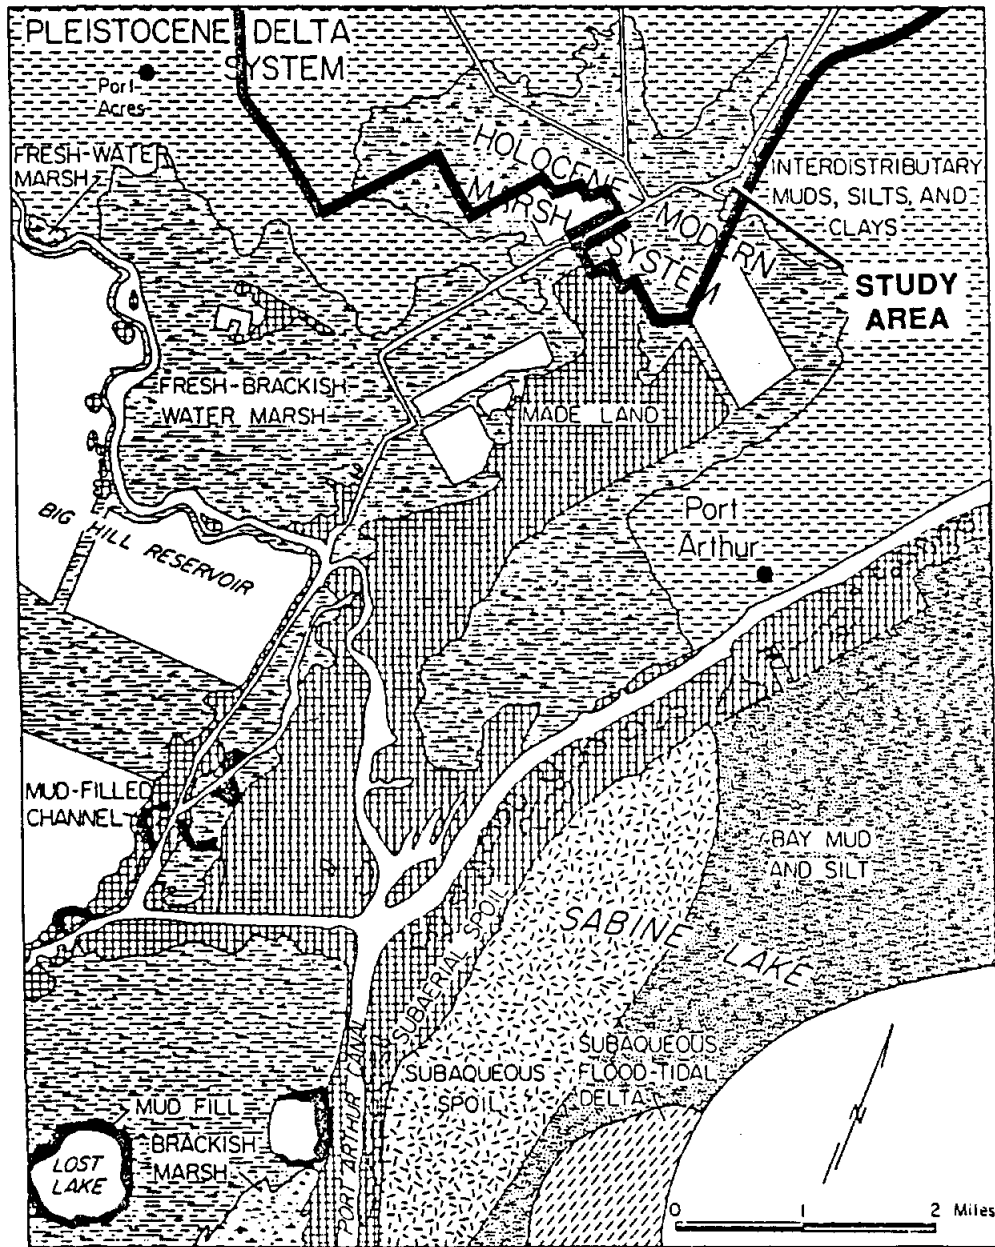 PLEISTOCENE DELTA
SYSTEM
Port
Acres
FRESH-WATER
MARSH
HOLOCENE
MARSH
MODERN
SYSTEM
INTERDISTRIBUTARY
MUDS, SILTS, AND
CLAYS
STUDY
AREA
FRESH-BRACKISH
WATER MARSH
MADE LAND
BIG HILL RESERVOIR
Port
Arthur
MUD-FILLED
CHANNEL
BAY MUD
AND SILT
SABINE
LAKE
SUBAERIAL SPOIL
SUBAQUEOUS
SPOIL
SUBAQUEOUS
FLOOD-TIDAL
DELTA
PORT ARTHUR CANAL
MUD FILL
BRACKISH
MARSH
LOST
LAKE
N
0 1 2 Miles